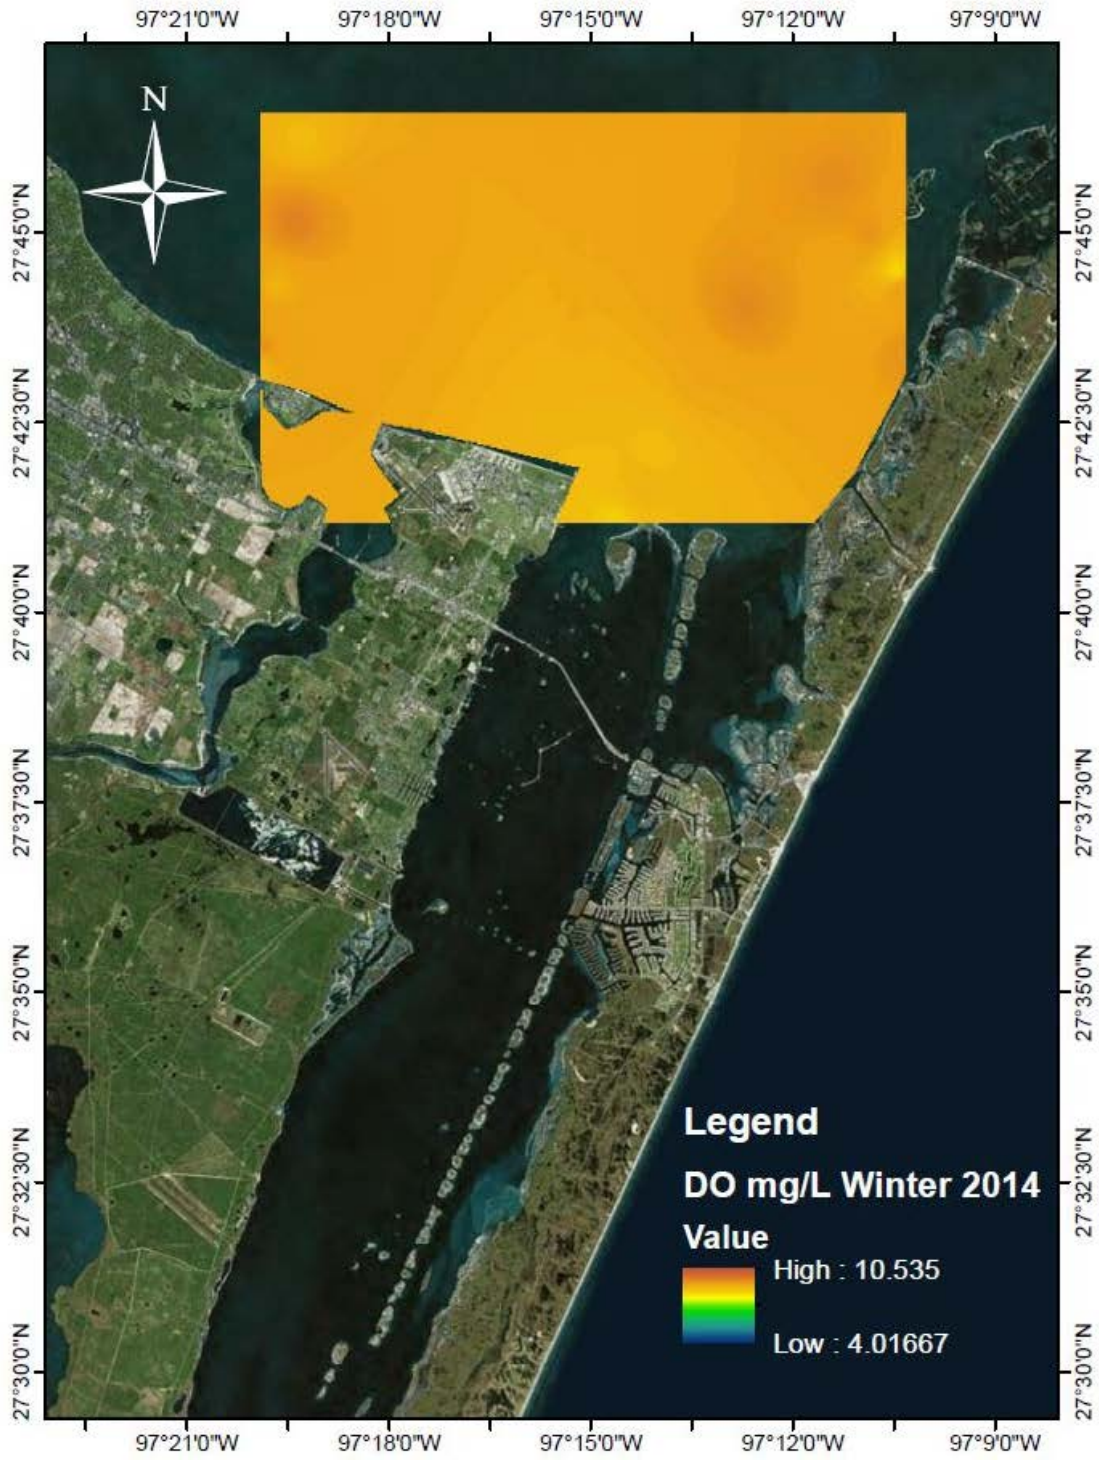 97°21'0"W 97°18'0"W 97°15'0"W 97°12'0"W 97°9'0"W
N
27°45'0"N 27°45'0"N
27°42'30"N 27°42'30"N
27°40'0"N 27°40'0"N
27°37'30"N 27°37'30"N
27°35'0"N 27°35'0"N
27°32'30"N 27°32'30"N
27°30'0"N 27°30'0"N
Legend
DO mg/L Winter 2014
Value
High : 10.535
Low : 4.01667
97°21'0"W 97°18'0"W 97°15'0"W 97°12'0"W 97°9'0"W